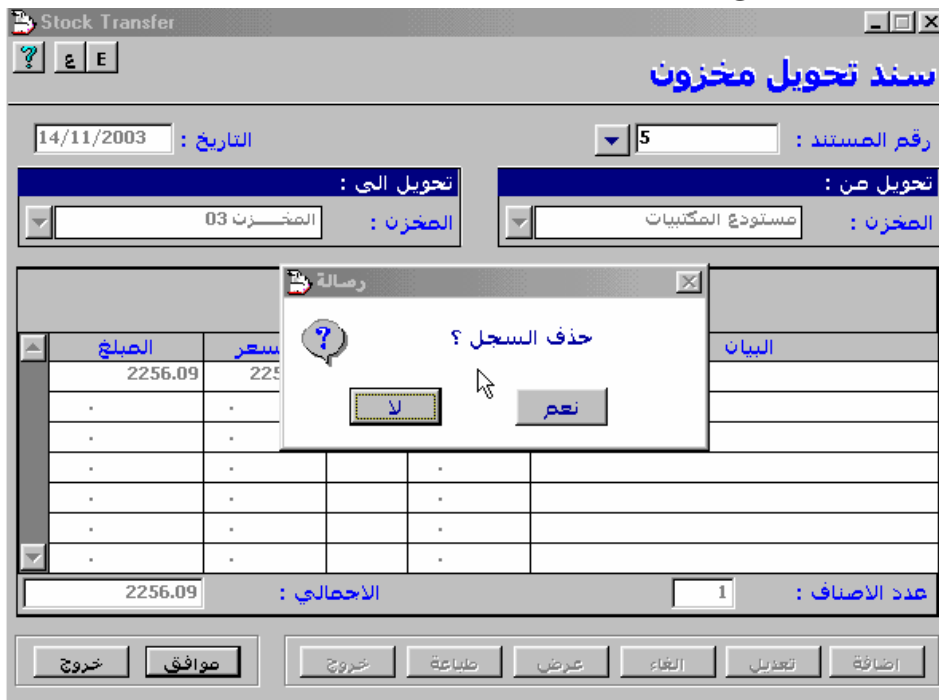 Stock Transfer
? ع E
سند تحويل مخزون
رقم المستند : 5
التاريخ : 14/11/2003
تحويل من :
تحويل الى :
المخزن : مستودع المكتبيات
المخزن : المخـــزن 03
رسالة
حذف السجل ؟
نعم لا
البيان المبلغ
2256.09
عدد الاصناف : 1
الاجمالي : 2256.09
اضافة تعديل الغاء عرض طباعة خروج
موافق خروج